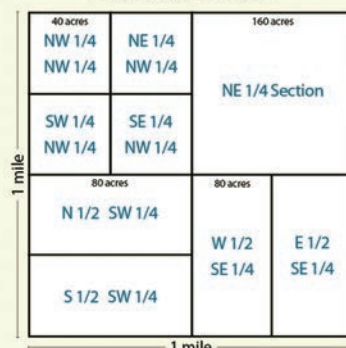 40 acres
NW 1/4
NW 1/4
NE 1/4
NW 1/4
160 acres
NE 1/4 Section
SW 1/4
NW 1/4
SE 1/4
NW 1/4
1 mile
80 acres
N 1/2 SW 1/4
S 1/2 SW 1/4
80 acres
W 1/2
SE 1/4
E 1/2
SE 1/4
1 mile